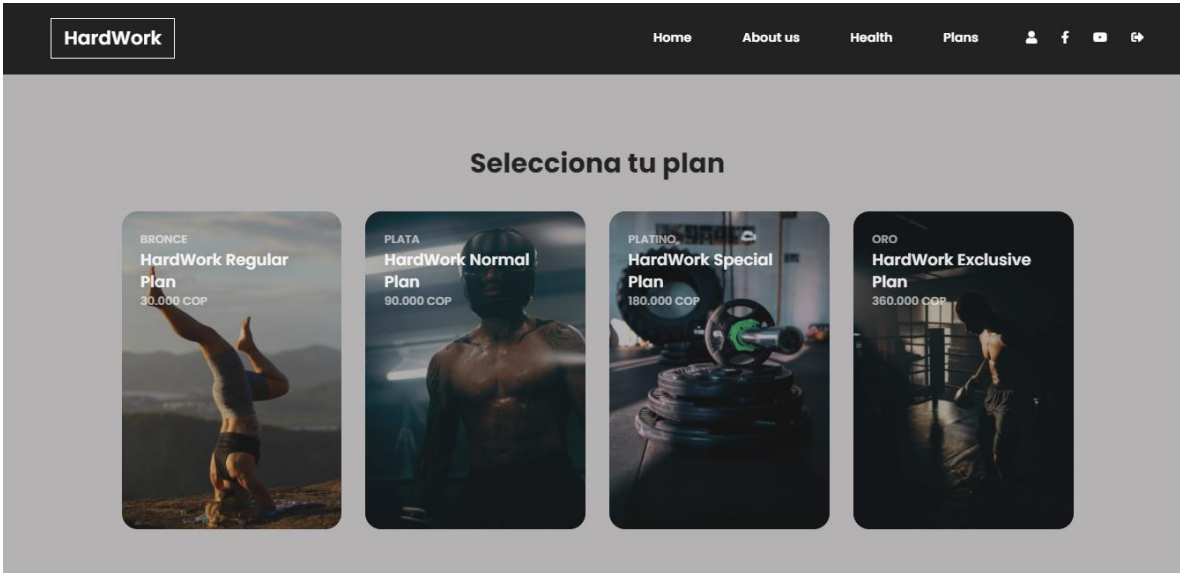 HardWork
Home
About us
Health
Plans
Selecciona tu plan
BRONCE
HardWork Regular
Plan
30.000 COP
PLATA
HardWork Normal
Plan
90.000 COP
PLATINO
HardWork Special
Plan
180.000 COP
ORO
HardWork Exclusive
Plan
360.000 COP